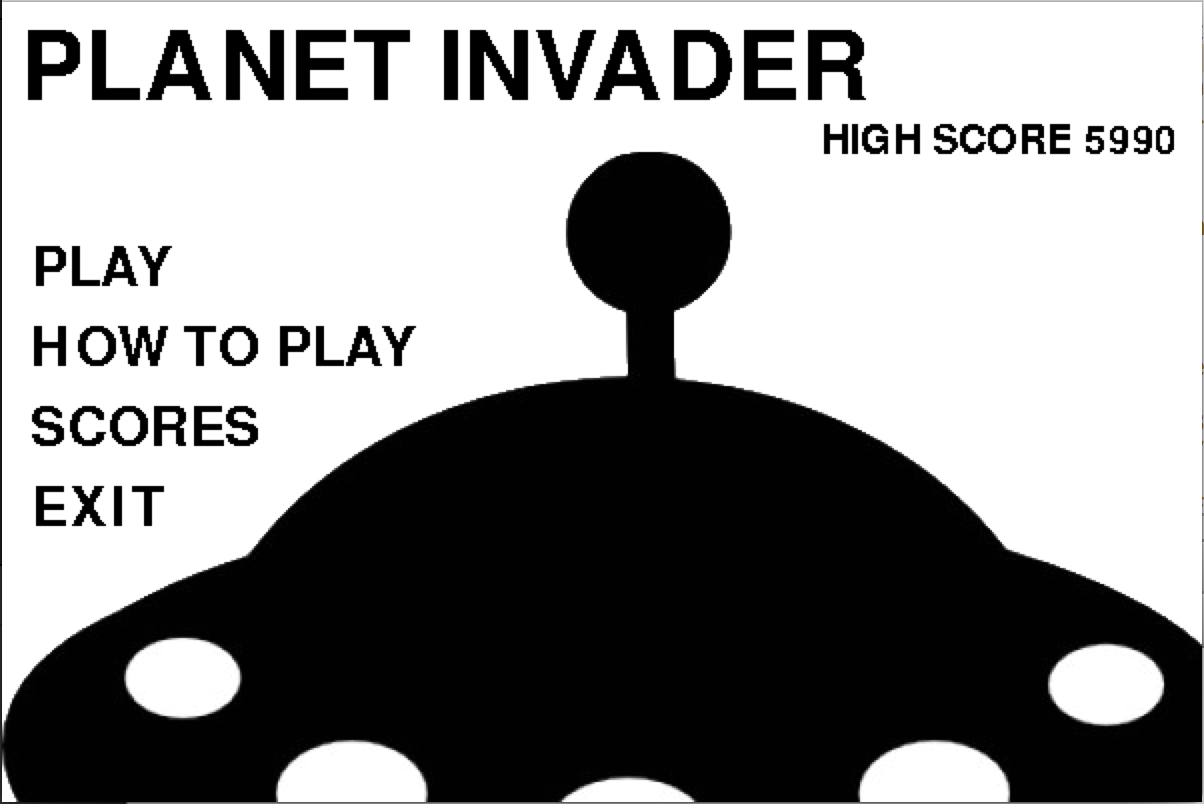 PLANET INVADER
HIGH SCORE 5990
PLAY
HOW TO PLAY
SCORES
EXIT